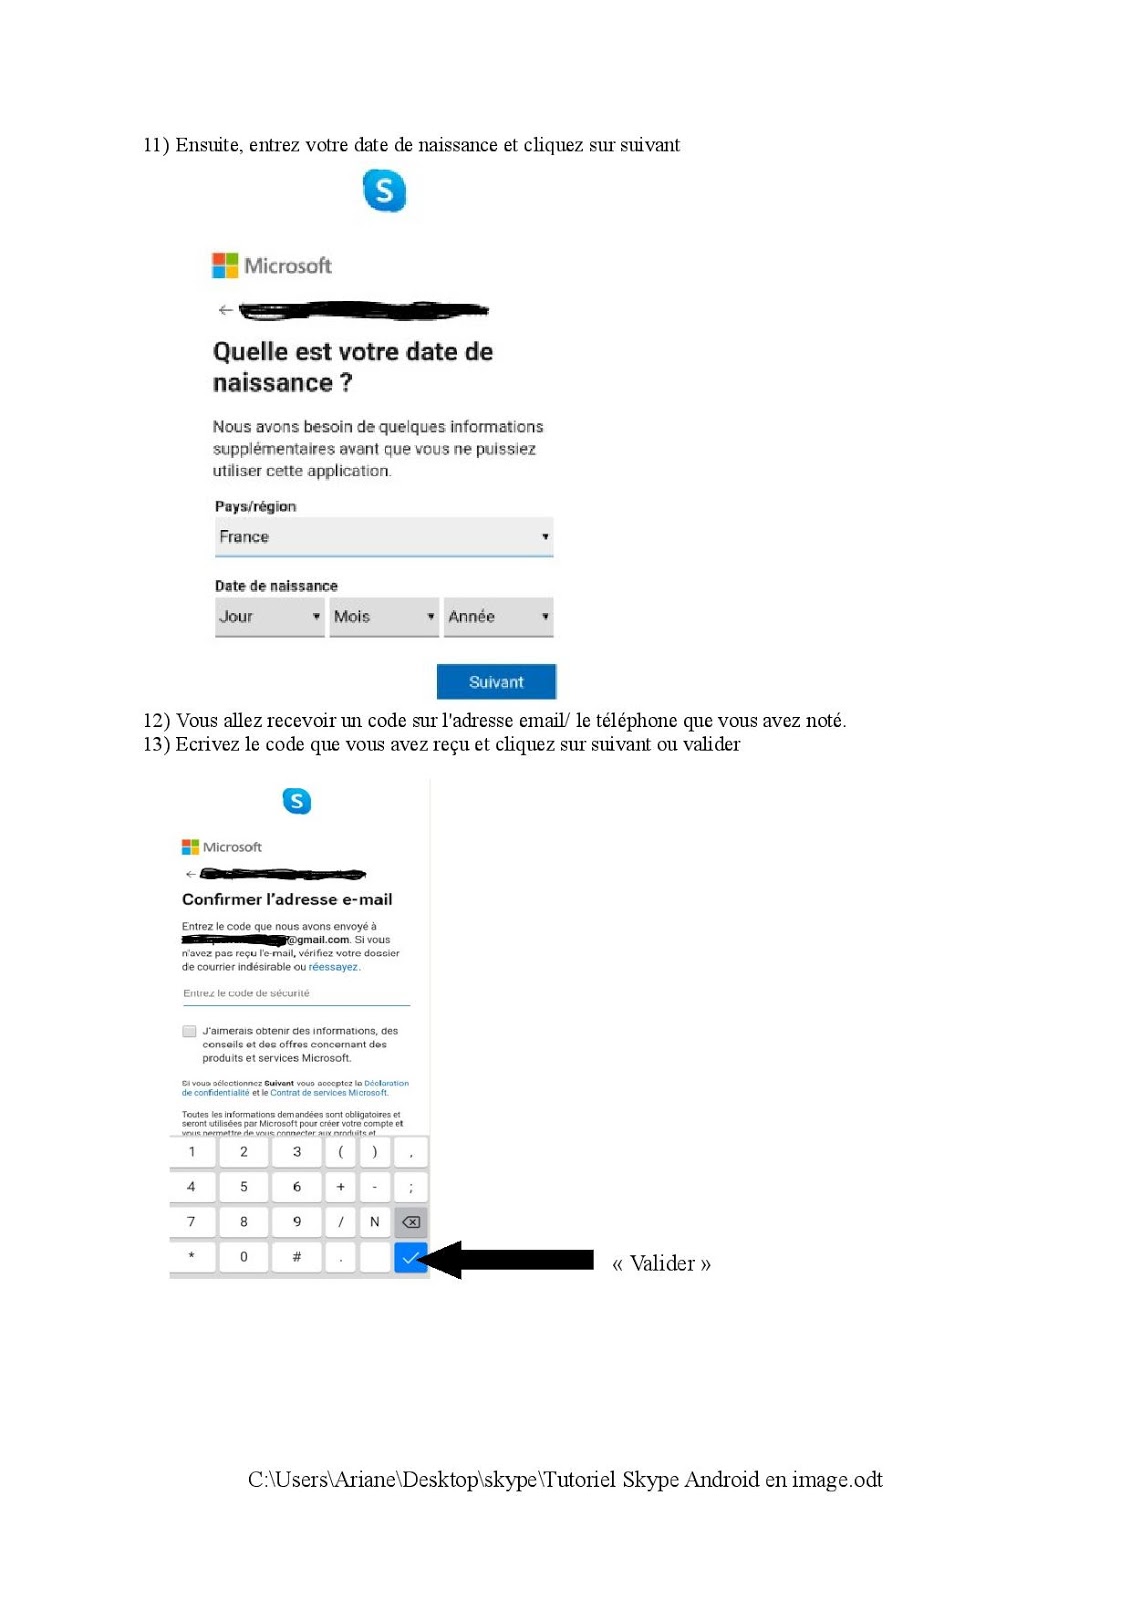 11) Ensuite, entrez votre date de naissance et cliquez sur suivant
S
Microsoft
←
Quelle est votre date de
naissance ?
Nous avons besoin de quelques informations
supplémentaires avant que vous ne puissiez
utiliser cette application.
Pays/région
France
Date de naissance
Jour Mois Année
Suivant
12) Vous allez recevoir un code sur l'adresse email/ le téléphone que vous avez noté.
13) Ecrivez le code que vous avez reçu et cliquez sur suivant ou valider
S
Microsoft
←
Confirmer l'adresse e-mail
Entrez le code que nous avons envoyé à
@gmail.com. Si vous
n'avez pas reçu l'e-mail, vérifiez votre dossier
de courrier indésirable ou réessayez.
Entrez le code de sécurité
J'aimerais obtenir des informations, des
conseils et des offres concernant des
produits et services Microsoft.
Si vous sélectionnez Suivant vous acceptez la Déclaration
de confidentialité et le Contrat de services Microsoft.
Toutes les informations demandées sont obligatoires et
seront utilisées par Microsoft pour créer votre compte et
vous permettre de vous connecter aux produits et
1 2 3 ( ) ,
4 5 6 + - ;
7 8 9 / N
* 0 # .
« Valider »
C:\Users\Ariane\Desktop\skype\Tutoriel Skype Android en image.odt